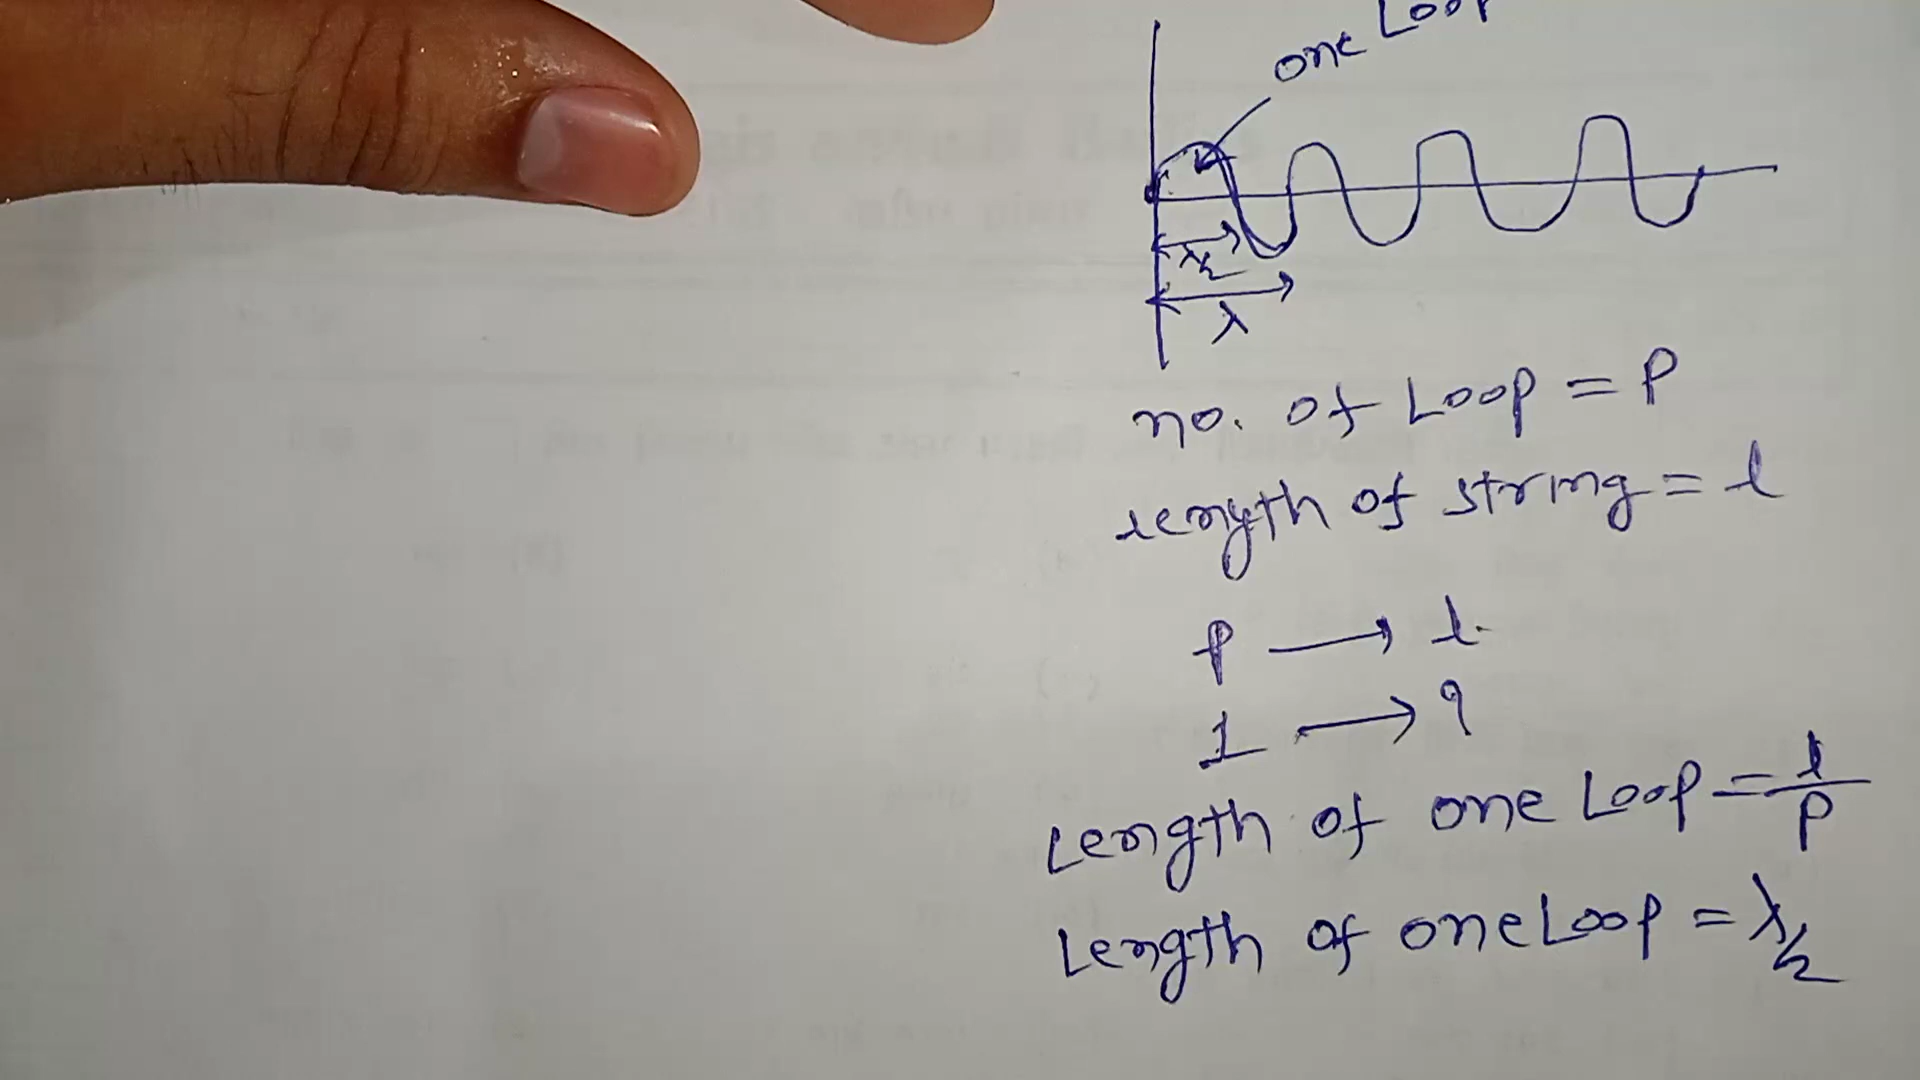 one Loop
λ/2
λ
no. of Loop = P
length of string = l
P → l
1 → ?
Length of one Loop = l/P
Length of one Loop = λ/2